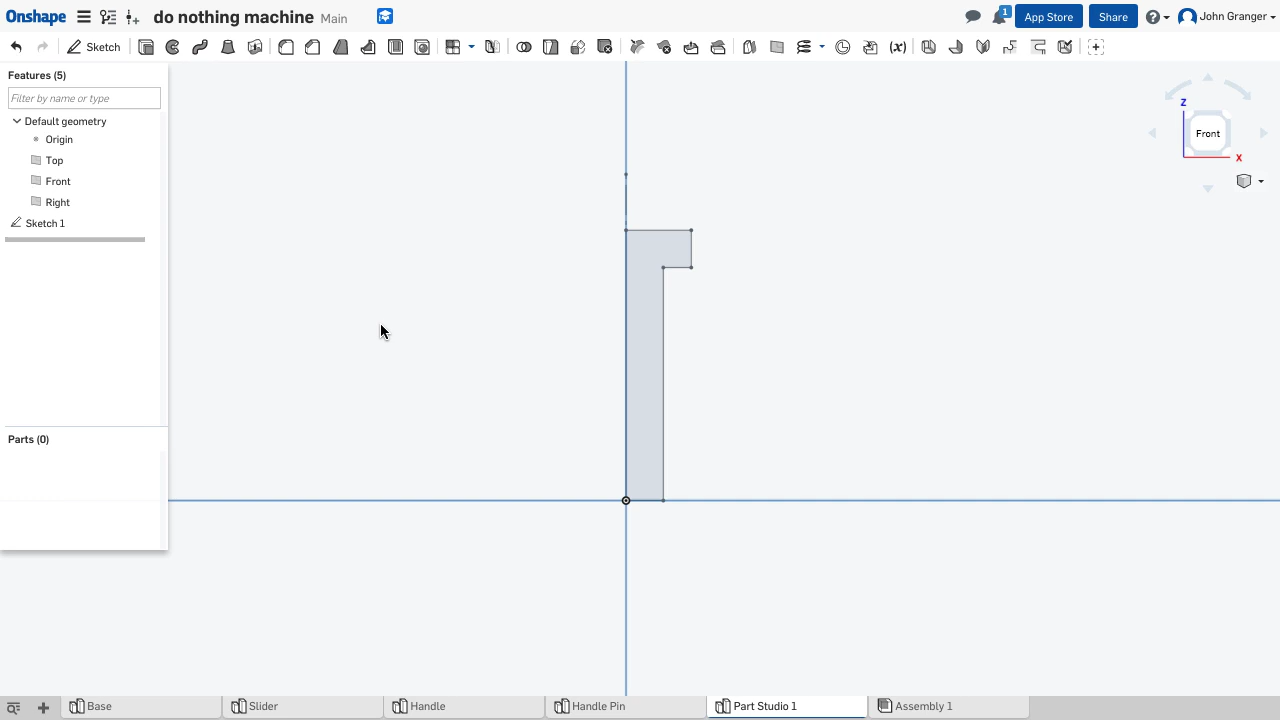 Onshape
do nothing machine Main
1
App Store
Share
John Granger
Sketch
(x)
Features (5)
Filter by name or type
Default geometry
Origin
Top
Front
Right
Sketch 1
Parts (0)
Z
Front
X
Base
Slider
Handle
Handle Pin
Part Studio 1
Assembly 1